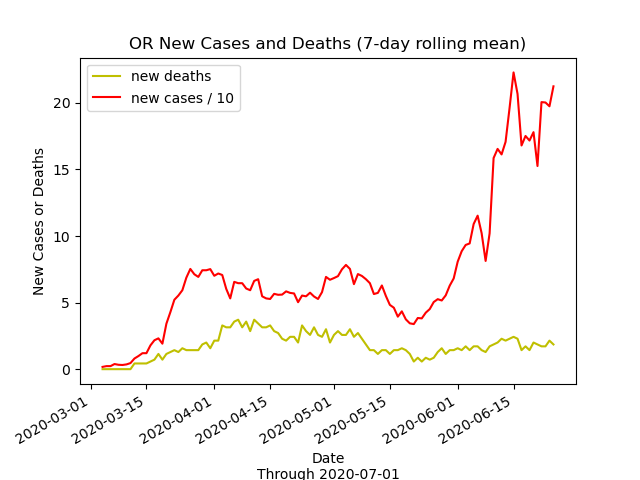 OR New Cases and Deaths (7-day rolling mean)
new deaths
new cases / 10
New Cases or Deaths
20
15
10
5
0
2020-03-01
2020-03-15
2020-04-01
2020-04-15
2020-05-01
2020-05-15
2020-06-01
2020-06-15
Date
Through 2020-07-01